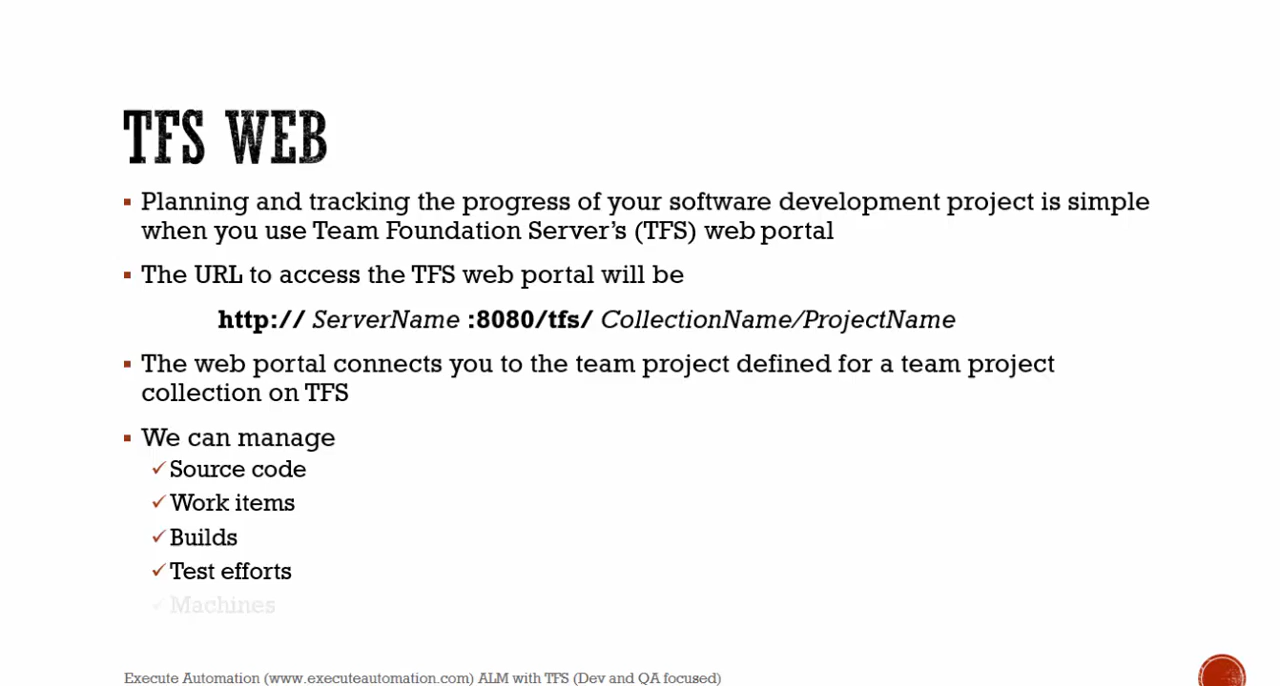 TFS WEB
Planning and tracking the progress of your software development project is simple
when you use Team Foundation Server's (TFS) web portal
The URL to access the TFS web portal will be
http:// ServerName :8080/tfs/ CollectionName/ProjectName
The web portal connects you to the team project defined for a team project
collection on TFS
We can manage
Source code
Work items
Builds
Test efforts
Machines
Execute Automation (www.executeautomation.com) ALM with TFS (Dev and QA focused)